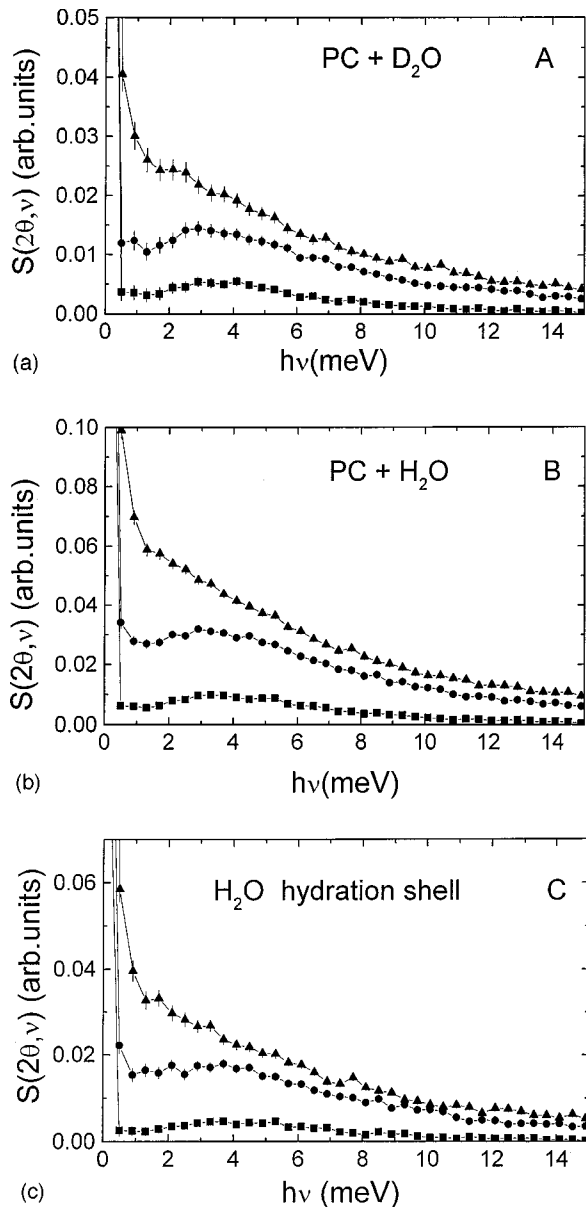 0.05
PC + D₂O
A
0.04
0.03
0.02
0.01
0.00
S(2θ,ν) (arb.units)
0 2 4 6 8 10 12 14
hν(meV)
(a)
0.10
PC + H₂O
B
0.08
0.06
0.04
0.02
0.00
S(2θ,ν) (arb.units)
0 2 4 6 8 10 12 14
hν(meV)
(b)
H₂O hydration shell
C
0.06
0.04
0.02
0.00
S(2θ,ν) (arb.units)
0 2 4 6 8 10 12 14
hν(meV)
(c)